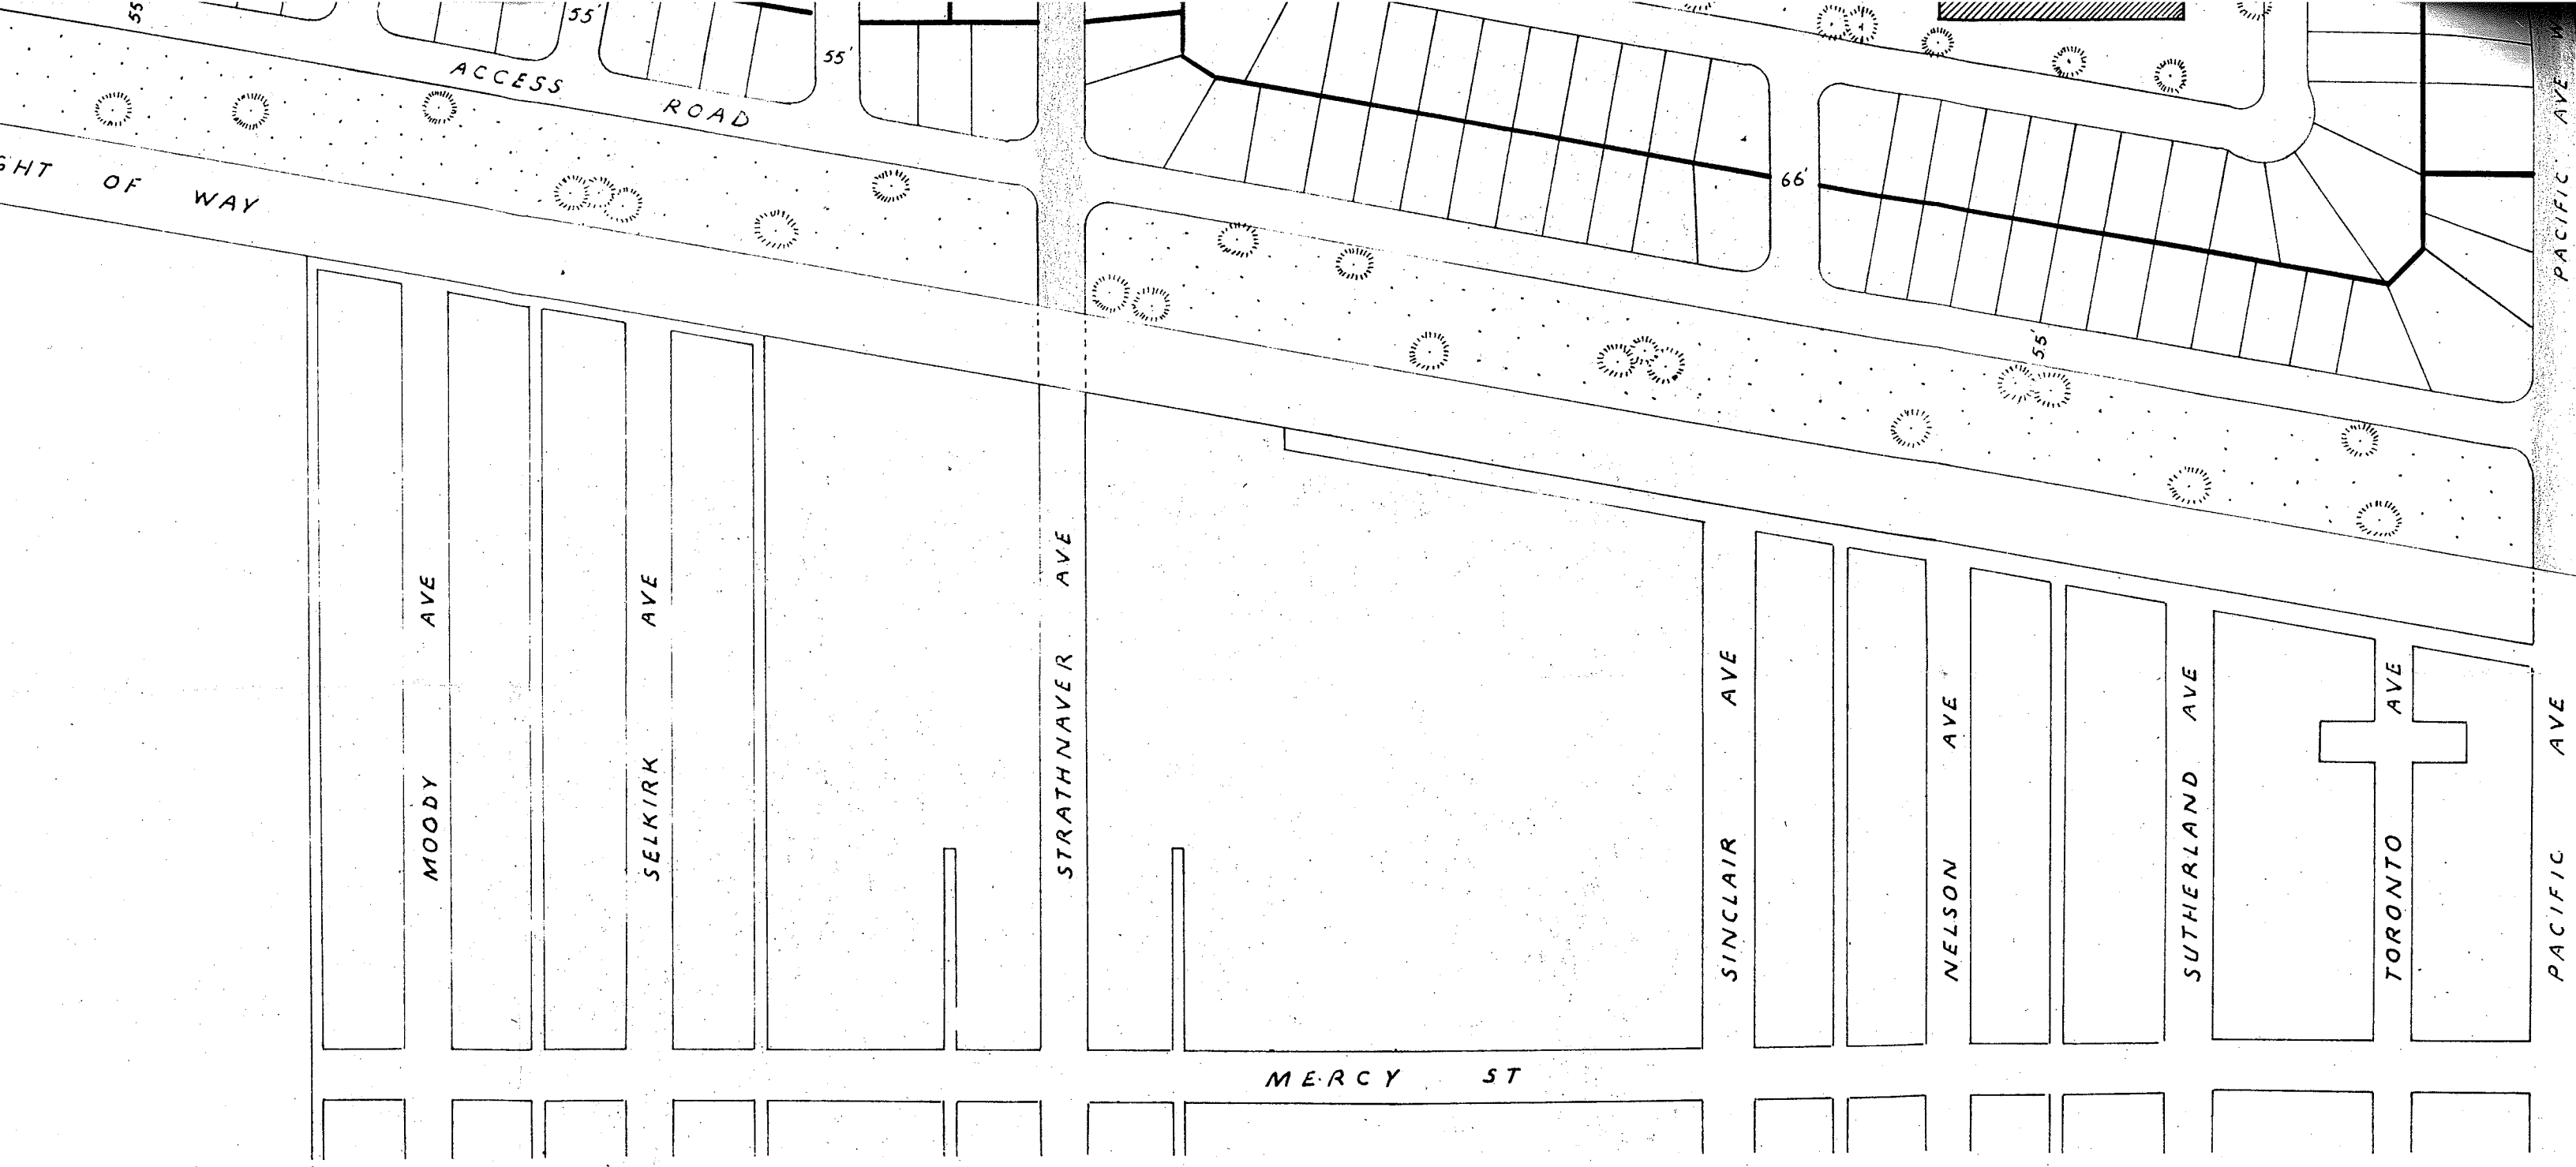 55
55'
55'
ACCESS ROAD
GHT OF WAY
66'
55'
PACIFIC AVE W
MOODY AVE
SELKIRK AVE
STRATHNAVER AVE
SINCLAIR AVE
NELSON AVE
SUTHERLAND AVE
TORONTO AVE
PACIFIC AVE
MERCY ST